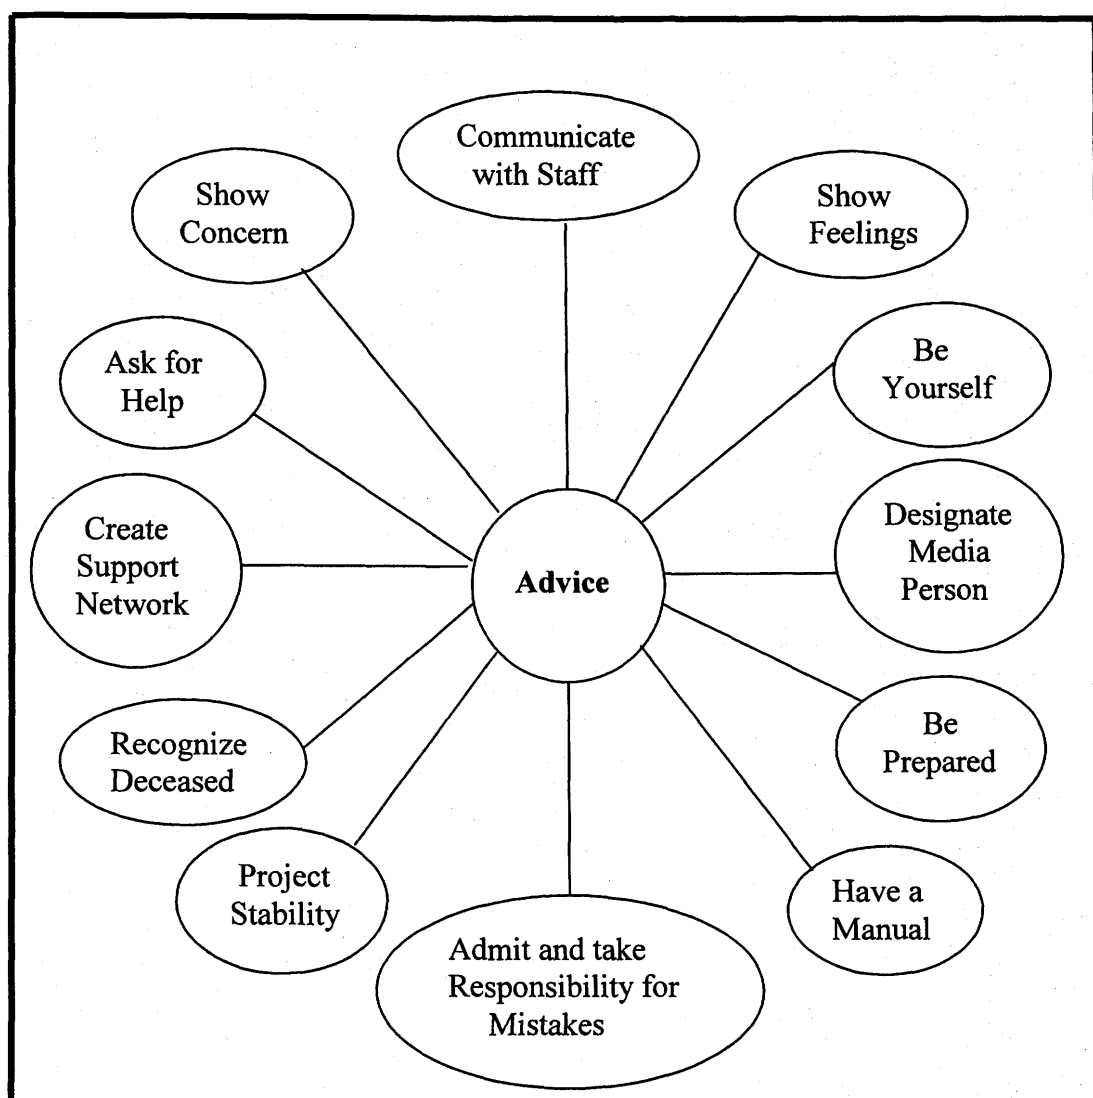 Communicate
with Staff
Show
Concern
Show
Feelings
Ask for
Help
Be
Yourself
Create
Support
Network
Advice
Designate
Media
Person
Recognize
Deceased
Be
Prepared
Project
Stability
Have a
Manual
Admit and take
Responsibility for
Mistakes